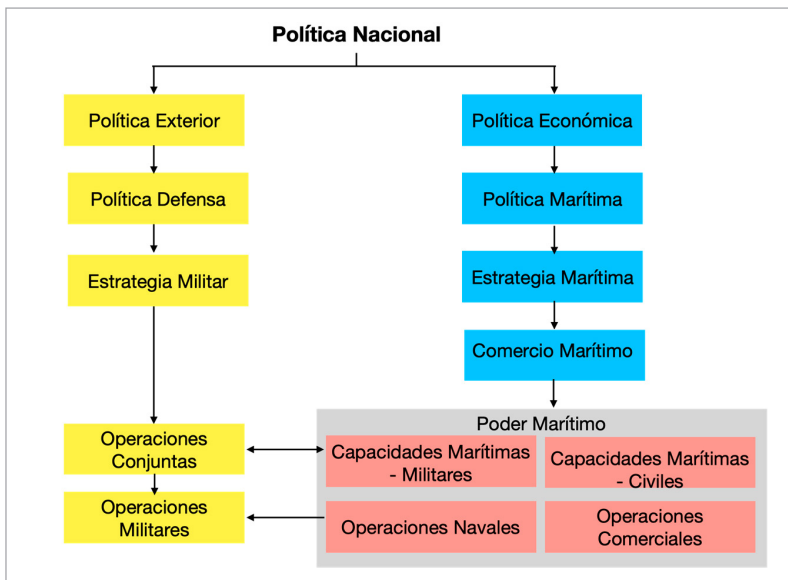 Política Nacional
Política Exterior
Política Defensa
Estrategia Militar
Operaciones
Conjuntas
Operaciones
Militares
Política Económica
Política Marítima
Estrategia Marítima
Comercio Marítimo
Poder Marítimo
Capacidades Marítimas
- Militares
Capacidades Marítimas
- Civiles
Operaciones Navales
Operaciones
Comerciales